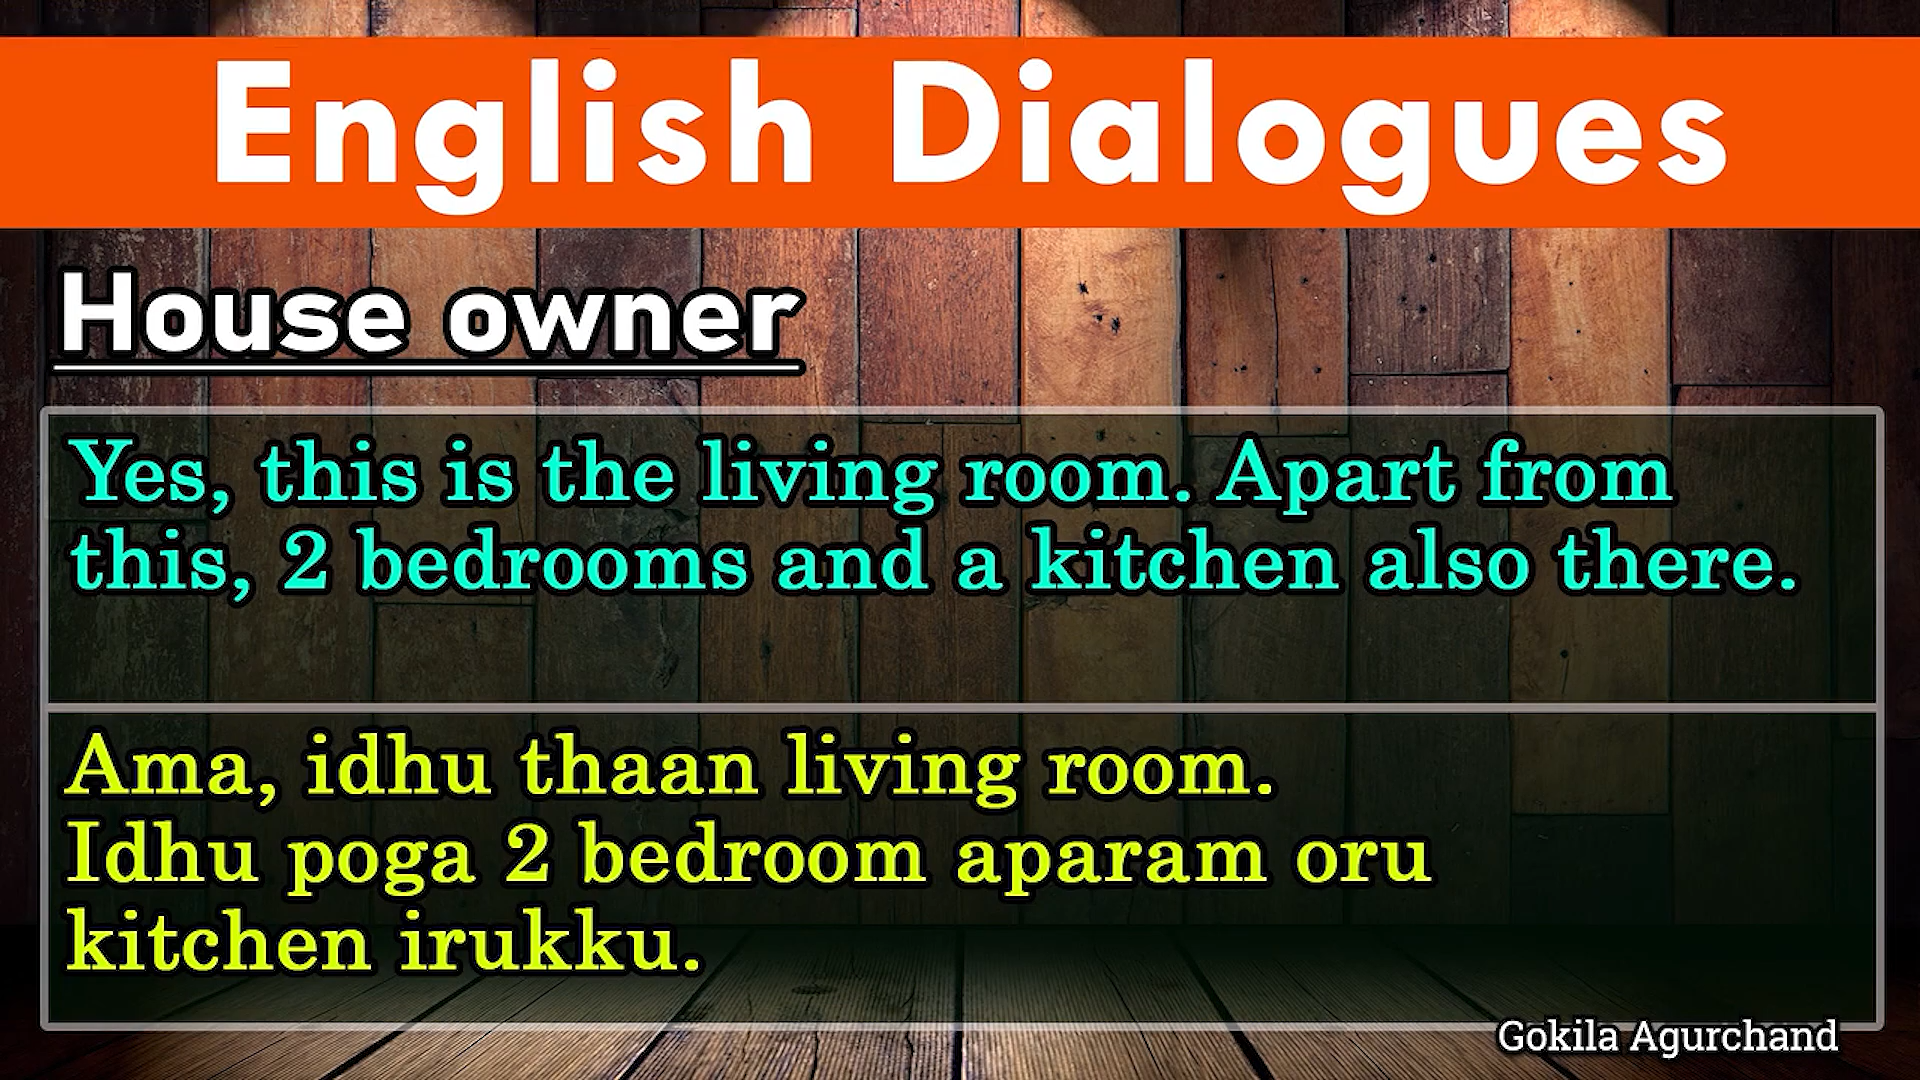 English Dialogues
House owner
Yes, this is the living room. Apart from
this, 2 bedrooms and a kitchen also there.
Ama, idhu thaan living room.
Idhu poga 2 bedroom aparam oru
kitchen irukku.
Gokila Agurchand